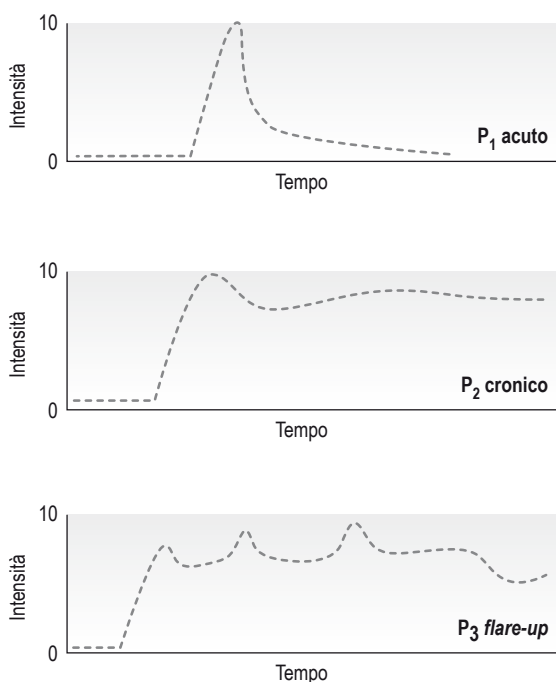 10
Intensità
P1 acuto
0
Tempo
10
Intensità
P2 cronico
0
Tempo
10
Intensità
P3 flare-up
0
Tempo